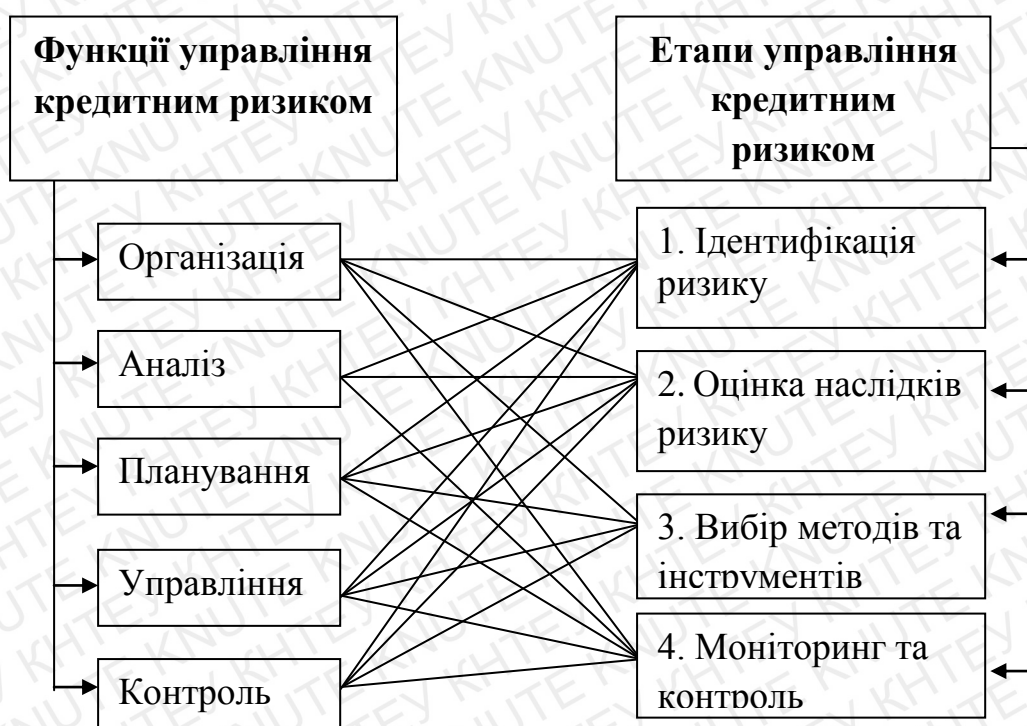 Функції управління
кредитним ризиком
Етапи управління
кредитним
ризиком
Організація
Аналіз
Планування
Управління
Контроль
1. Ідентифікація
ризику
2. Оцінка наслідків
ризику
3. Вибір методів та
інструментів
4. Моніторинг та
контроль